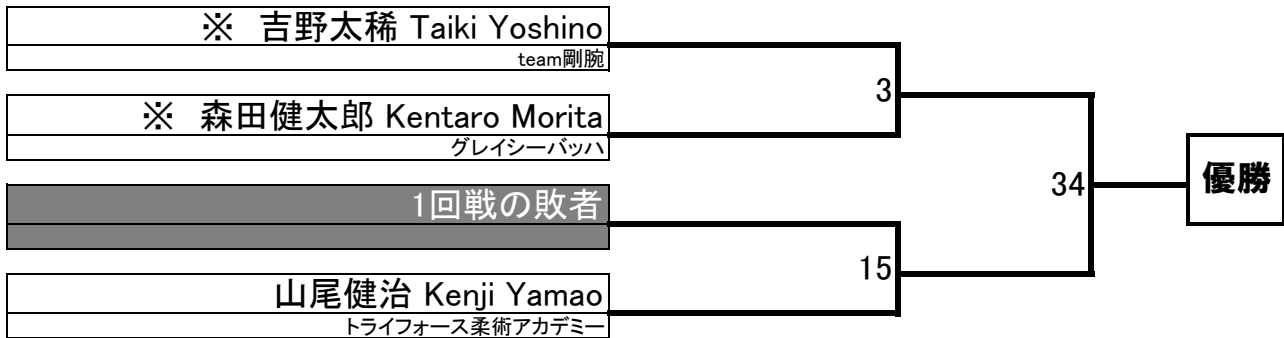 ※ 吉野太稀 Taiki Yoshino
team剛腕
3
※ 森田健太郎 Kentaro Morita
グレイシーバッハ
34
優勝
1回戦の敗者
15
山尾健治 Kenji Yamao
トライフォース柔術アカデミー